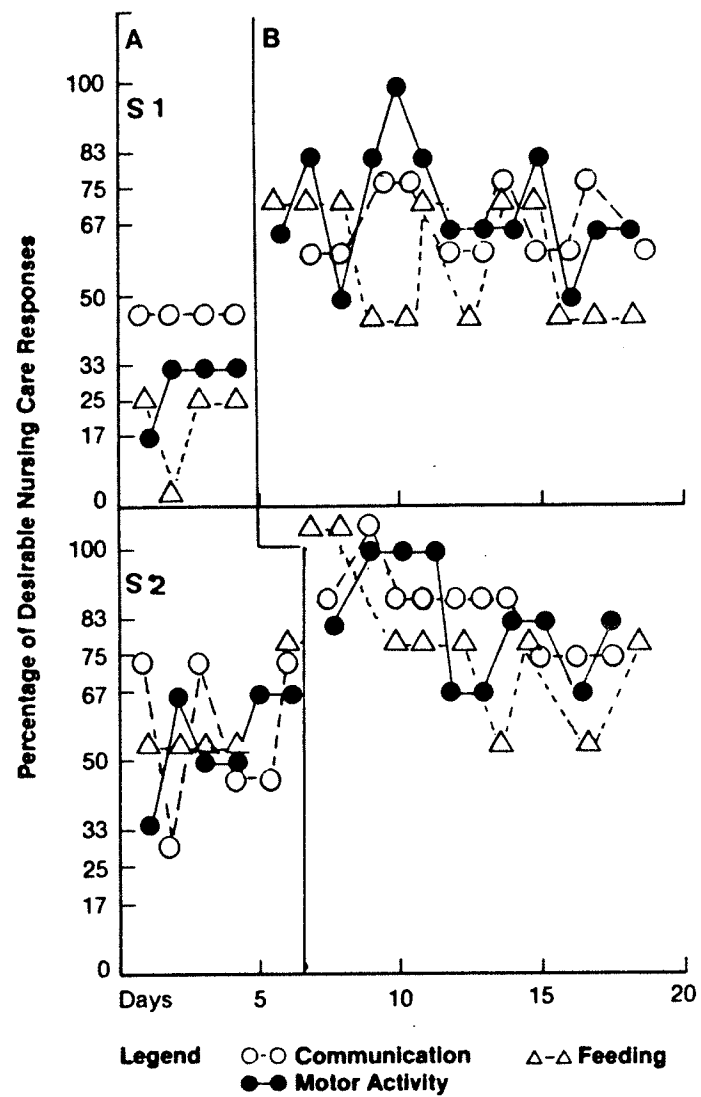 A B
100
S 1
83
75
67
50
33
25
17
0
Percentage of Desirable Nursing Care Responses
100
S 2
83
75
67
50
33
25
17
0
Days 5 10 15 20
Legend Communication Feeding
Motor Activity